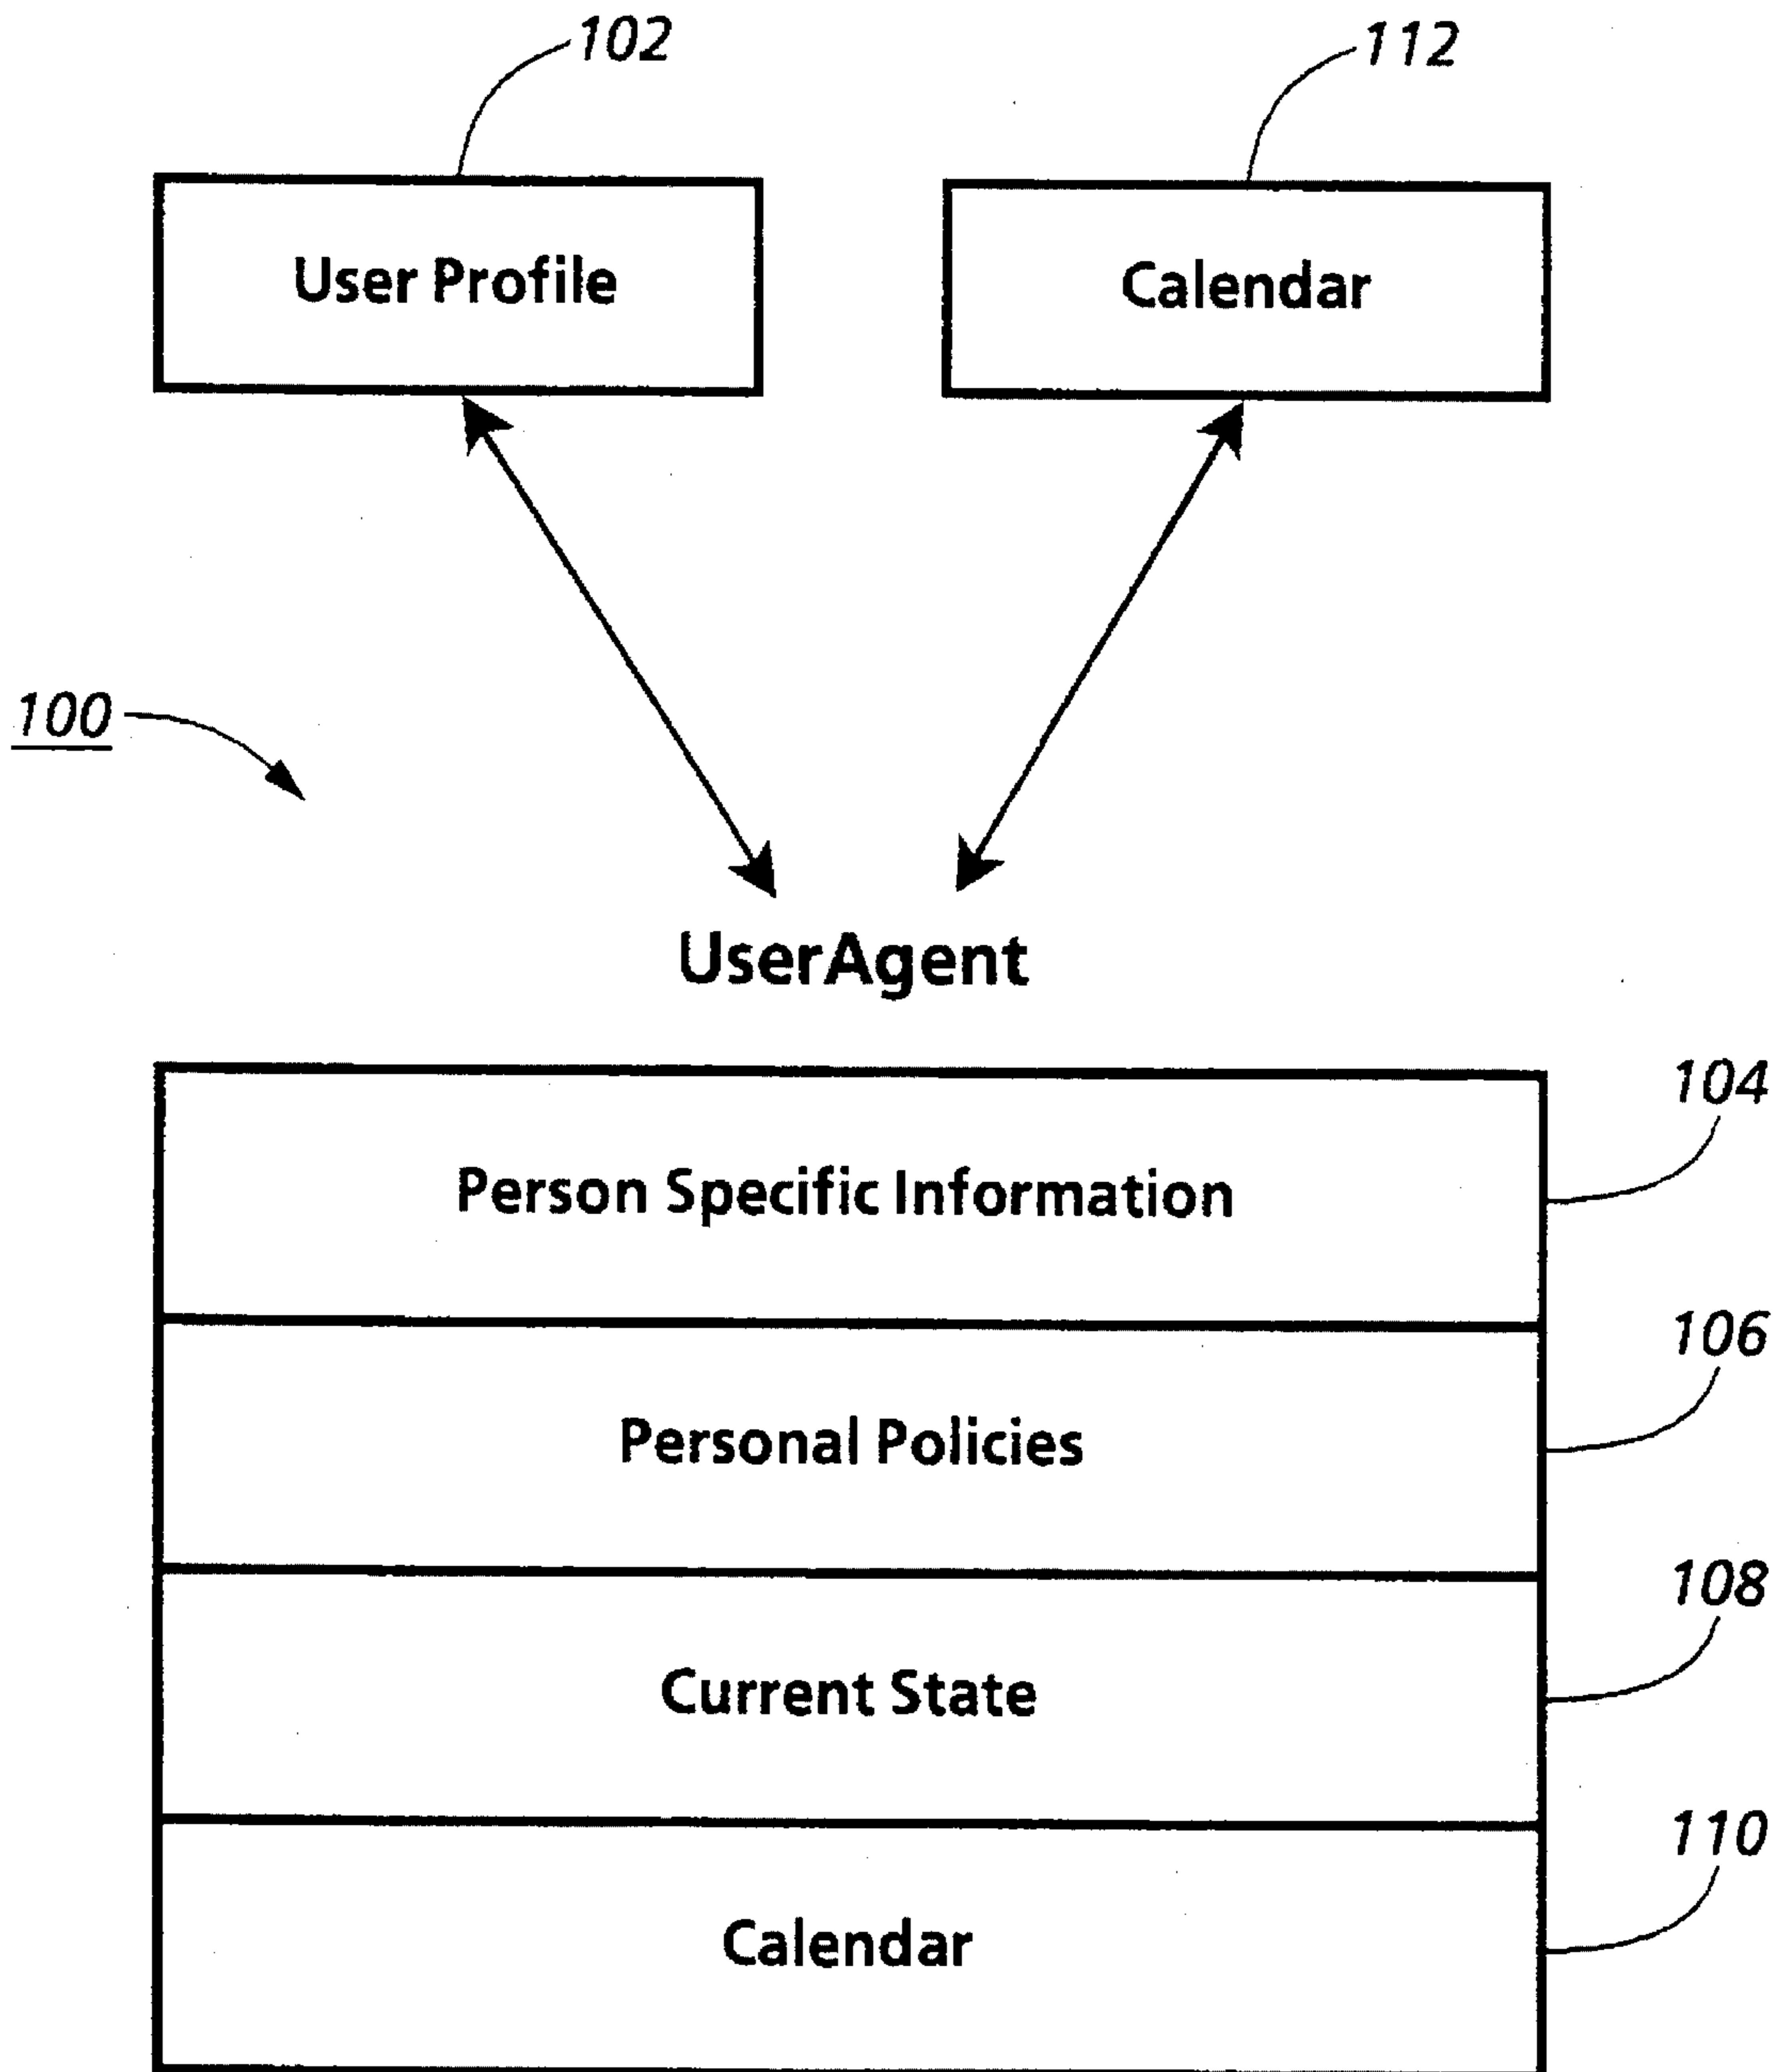 102
112
User Profile
Calendar
100
UserAgent
104
Person Specific Information
106
Personal Policies
108
Current State
110
Calendar